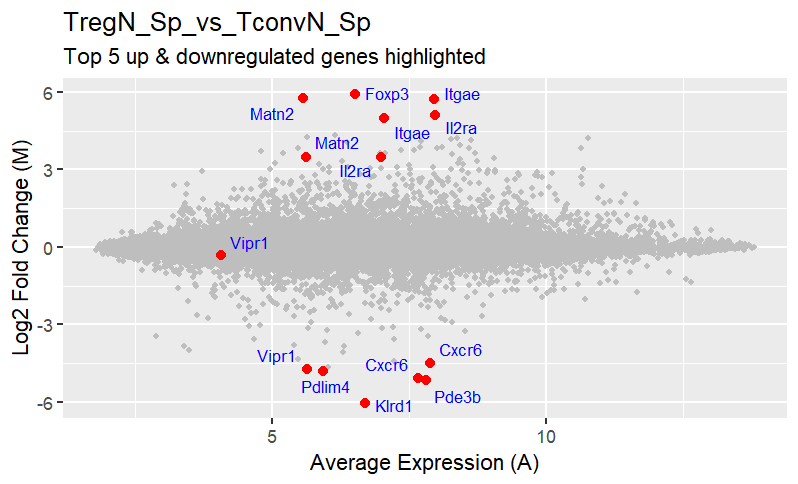 TregN_Sp_vs_TconvN_Sp
Top 5 up & downregulated genes highlighted
Log2 Fold Change (M)
6
3
0
-3
-6
Foxp3
Itgae
Matn2
Il2ra
Itgae
Matn2
Il2ra
Vipr1
Cxcr6
Vipr1
Cxcr6
Pdlim4
Pde3b
Klrd1
5
10
Average Expression (A)